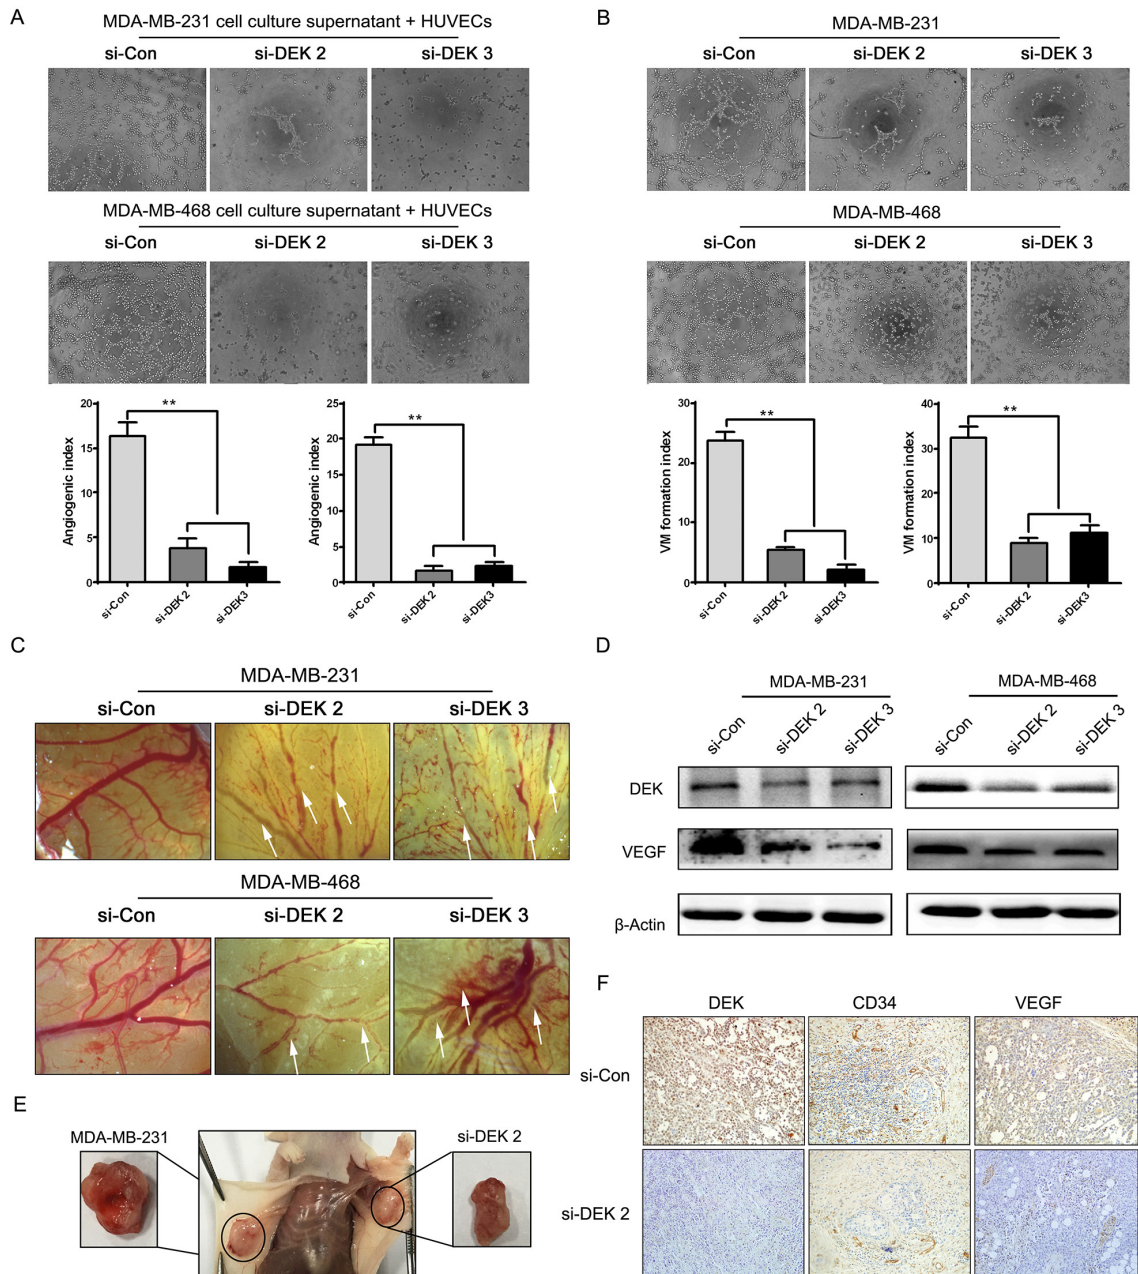 A
MDA-MB-231 cell culture supernatant + HUVECs
si-Con si-DEK 2 si-DEK 3
MDA-MB-468 cell culture supernatant + HUVECs
si-Con si-DEK 2 si-DEK 3
Angiogenic index
20
15
10
5
0
**
si-Con si-DEK 2 si-DEK3
Angiogenic index
25
20
15
10
5
0
**
si-Con si-DEK 2 si-DEK3
B
MDA-MB-231
si-Con si-DEK 2 si-DEK 3
MDA-MB-468
si-Con si-DEK 2 si-DEK 3
VM formation index
30
20
10
0
**
si-Con si-DEK 2 si-DEK3
VM formation index
40
30
20
10
0
**
si-Con si-DEK 2 si-DEK3
C
MDA-MB-231
si-Con si-DEK 2 si-DEK 3
MDA-MB-468
si-Con si-DEK 2 si-DEK 3
D
MDA-MB-231 MDA-MB-468
si-Con si-DEK 2 si-DEK 3 si-Con si-DEK 2 si-DEK 3
DEK
VEGF
β-Actin
E
MDA-MB-231 si-DEK 2
F
DEK CD34 VEGF
si-Con
si-DEK 2